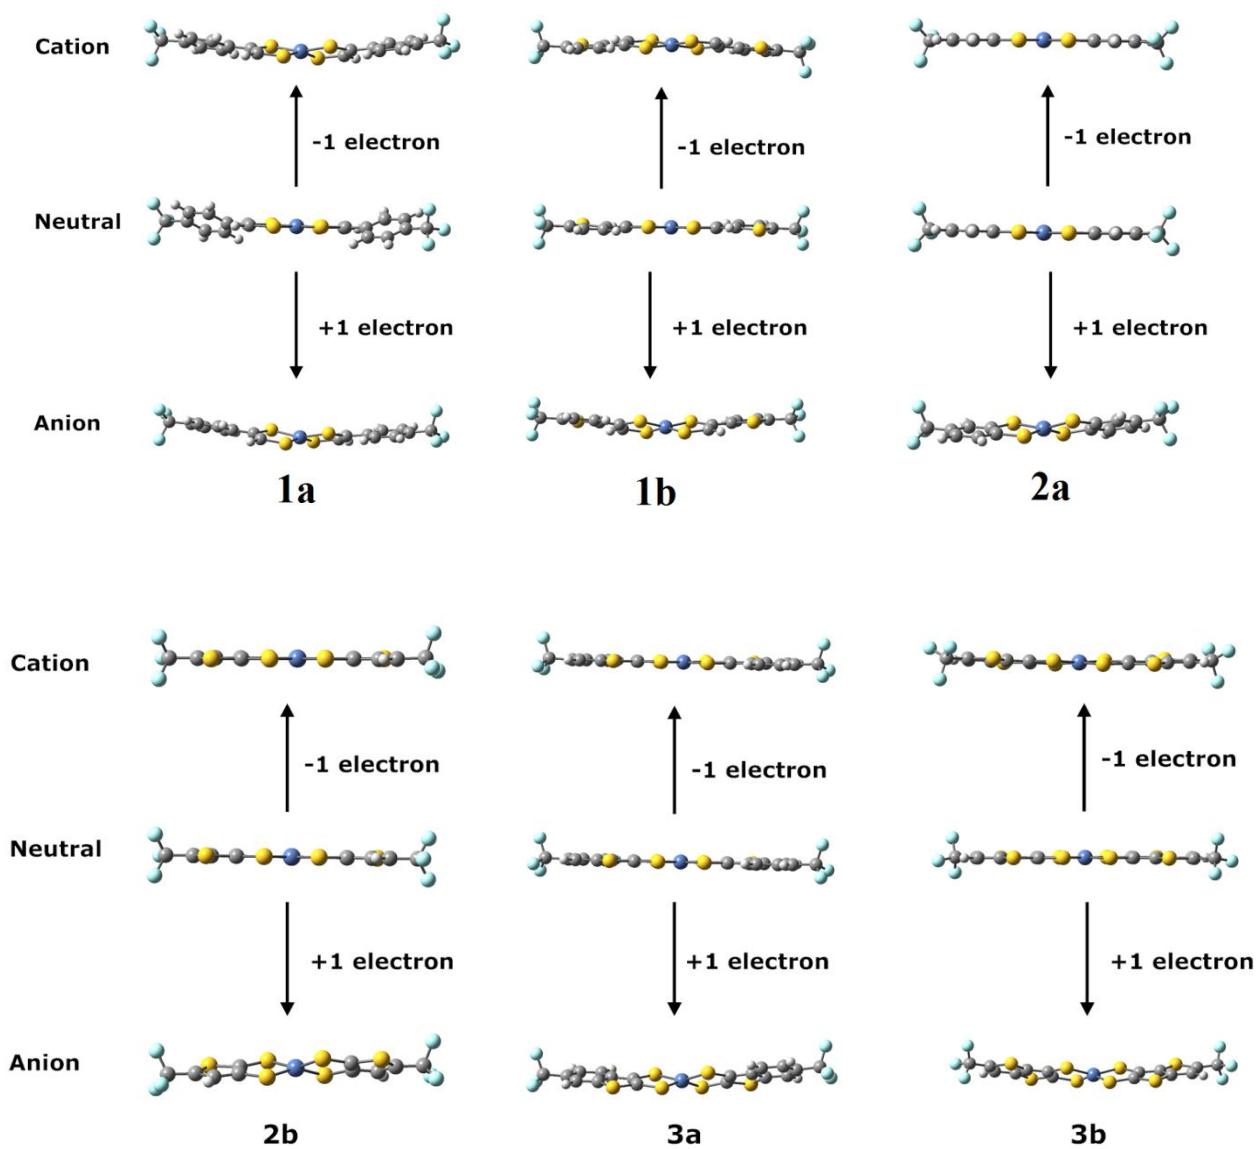 Cation
-1 electron
-1 electron
-1 electron
Neutral
+1 electron
+1 electron
+1 electron
Anion
1a
1b
2a
Cation
-1 electron
-1 electron
-1 electron
Neutral
+1 electron
+1 electron
+1 electron
Anion
2b
3a
3b